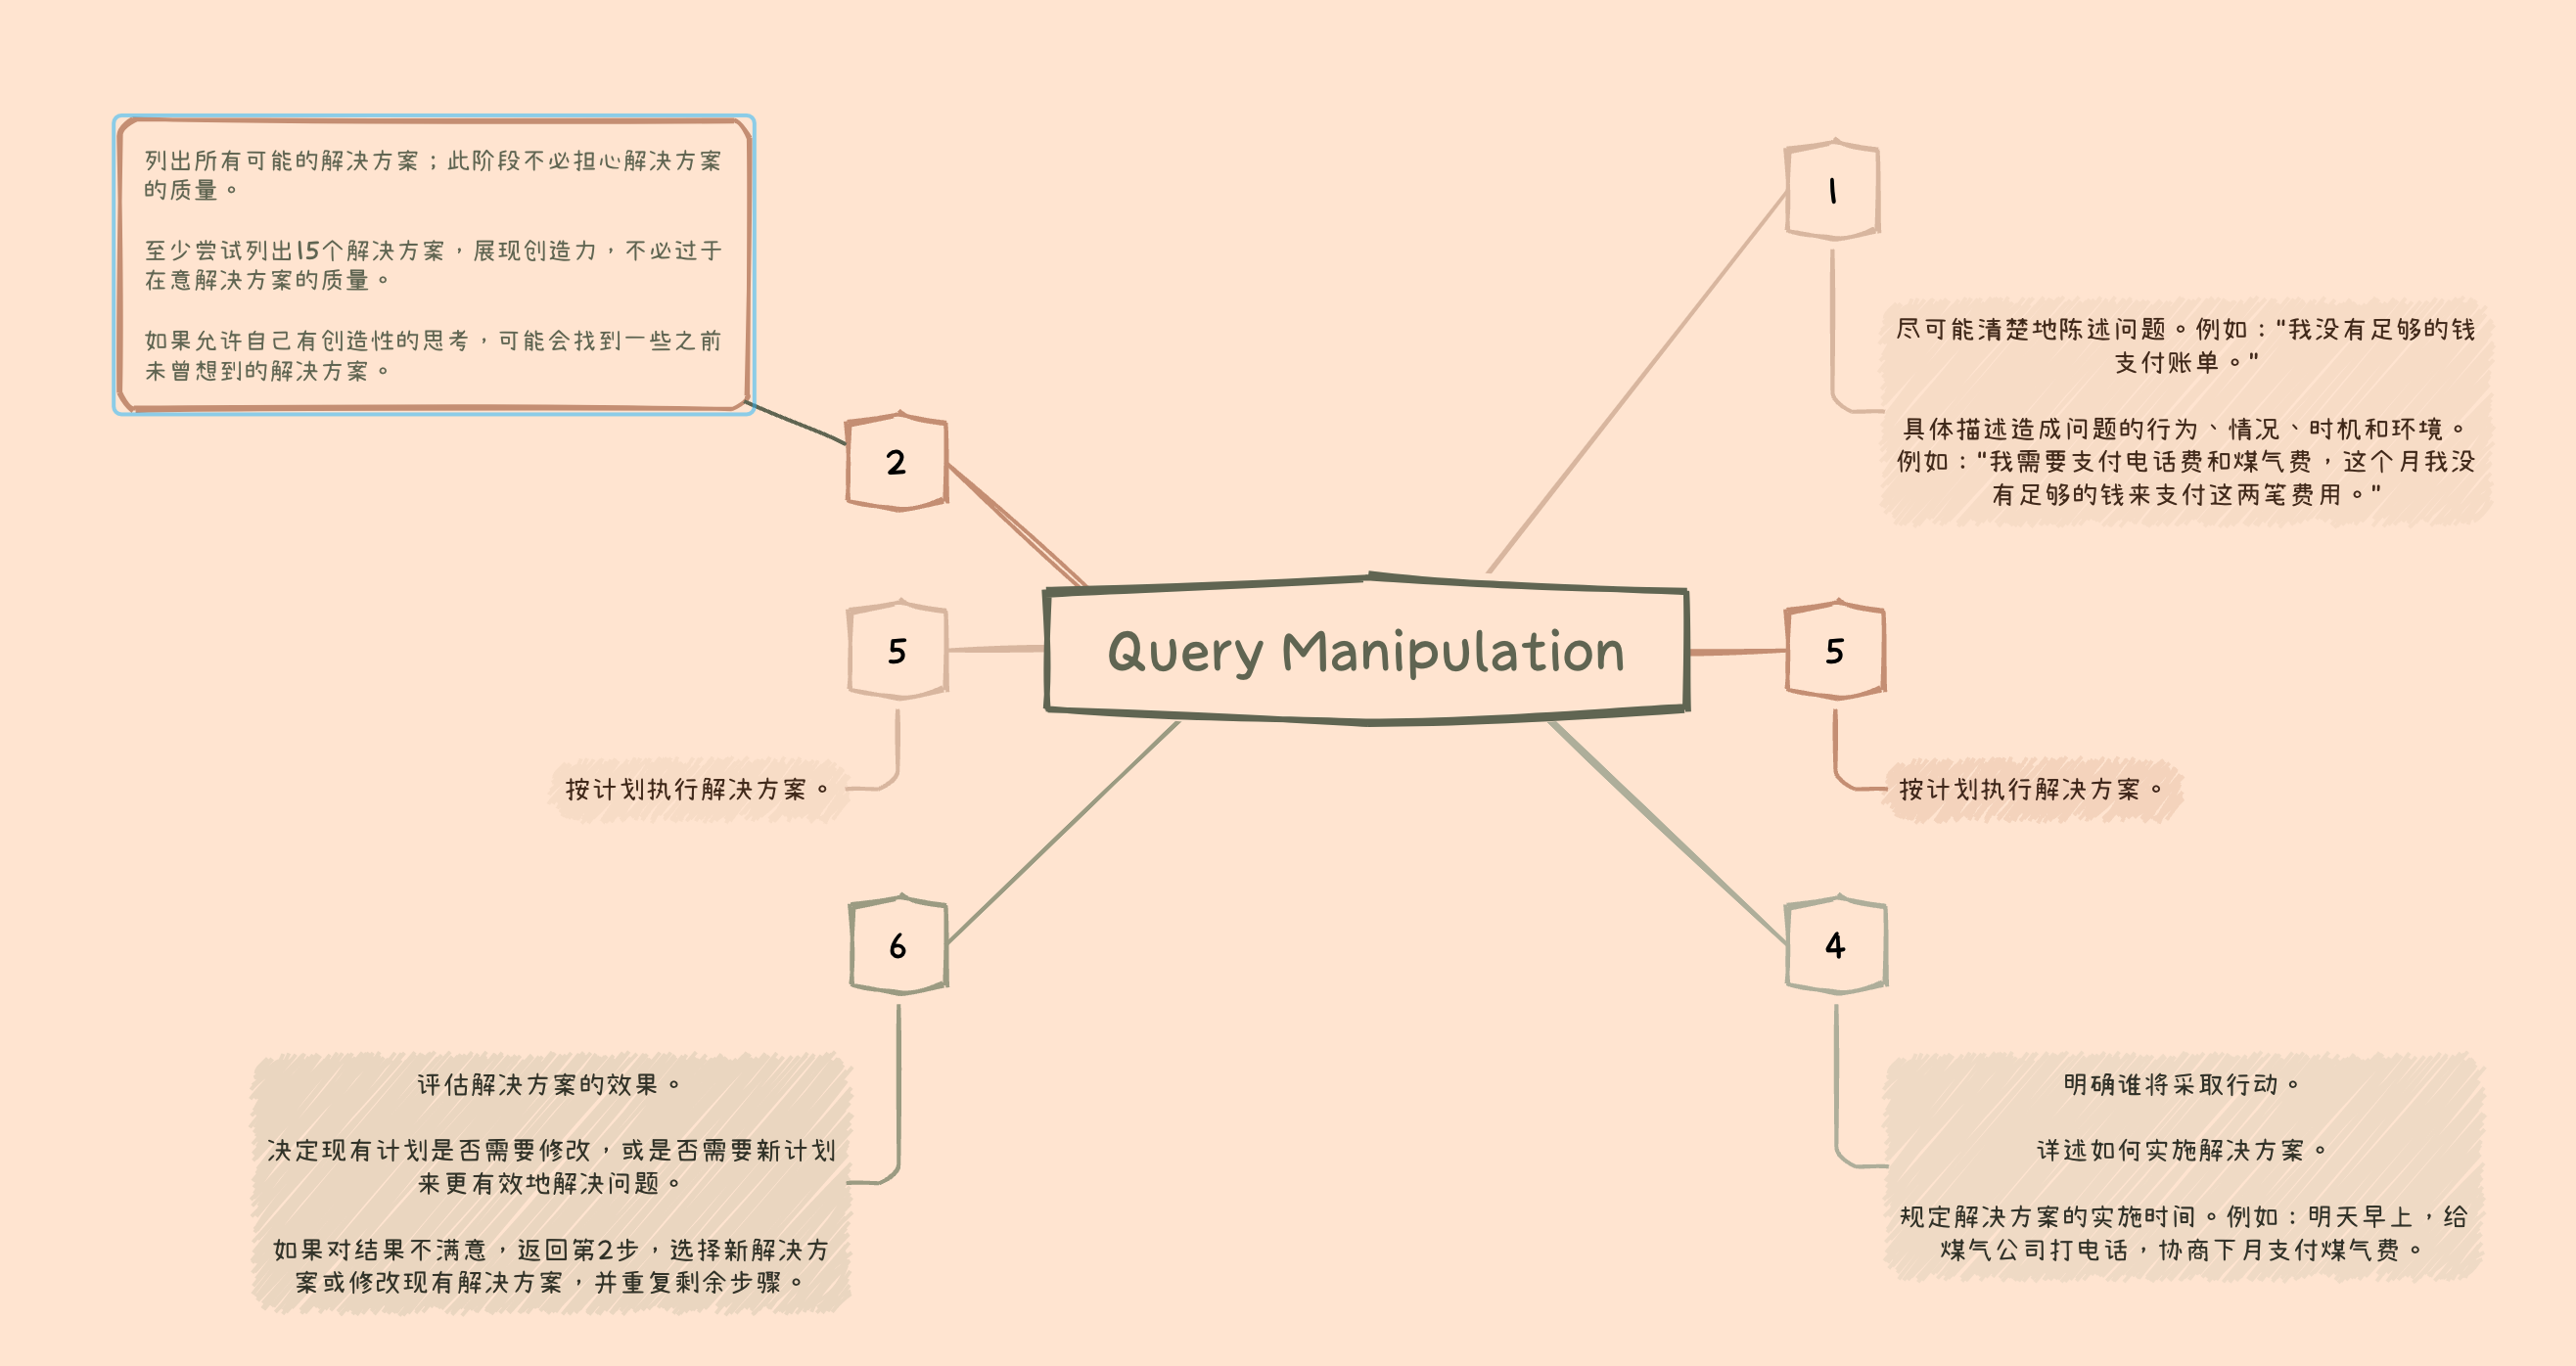 列出所有可能的解决方案；此阶段不必担心解决方案
的质量。
至少尝试列出15个解决方案，展现创造力，不必过于
在意解决方案的质量。
如果允许自己有创造性的思考，可能会找到一些之前
未曾想到的解决方案。
2
1
尽可能清楚地陈述问题。例如："我没有足够的钱
支付账单。"
具体描述造成问题的行为、情况、时机和环境。
例如："我需要支付电话费和煤气费，这个月我没
有足够的钱来支付这两笔费用。"
Query Manipulation
5
按计划执行解决方案。
5
按计划执行解决方案。
6
评估解决方案的效果。
决定现有计划是否需要修改，或是否需要新计划
来更有效地解决问题。
如果对结果不满意，返回第2步，选择新解决方
案或修改现有解决方案，并重复剩余步骤。
4
明确谁将采取行动。
详述如何实施解决方案。
规定解决方案的实施时间。例如：明天早上，给
煤气公司打电话，协商下月支付煤气费。